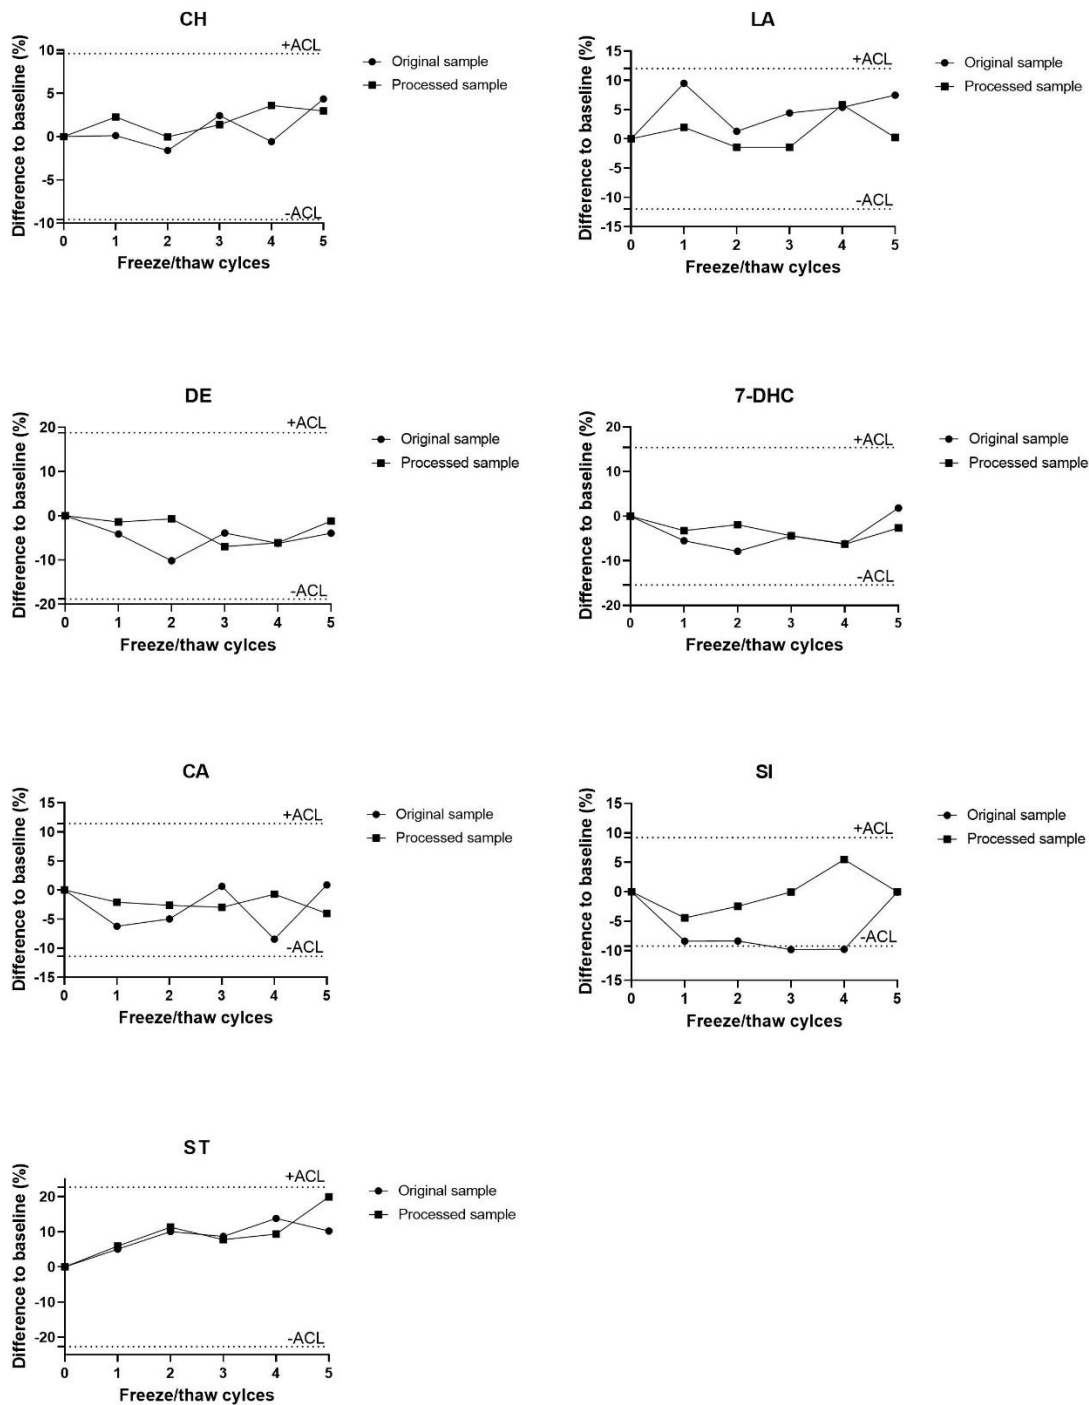 CH
Difference to baseline (%)
10
5
0
-5
-10
+ACL
-ACL
0 1 2 3 4 5
Freeze/thaw cylces
Original sample
Processed sample
LA
Difference to baseline (%)
15
10
5
0
-5
-10
-15
+ACL
-ACL
0 1 2 3 4 5
Freeze/thaw cylces
Original sample
Processed sample
DE
Difference to baseline (%)
20
10
0
-10
-20
+ACL
-ACL
0 1 2 3 4 5
Freeze/thaw cylces
Original sample
Processed sample
7-DHC
Difference to baseline (%)
20
10
0
-10
-20
+ACL
-ACL
0 1 2 3 4 5
Freeze/thaw cylces
Original sample
Processed sample
CA
Difference to baseline (%)
15
10
5
0
-5
-10
-15
+ACL
-ACL
0 1 2 3 4 5
Freeze/thaw cylces
Original sample
Processed sample
SI
Difference to baseline (%)
15
10
5
0
-5
-10
-15
+ACL
-ACL
0 1 2 3 4 5
Freeze/thaw cylces
Original sample
Processed sample
ST
Difference to baseline (%)
20
10
0
-10
-20
+ACL
-ACL
0 1 2 3 4 5
Freeze/thaw cylces
Original sample
Processed sample